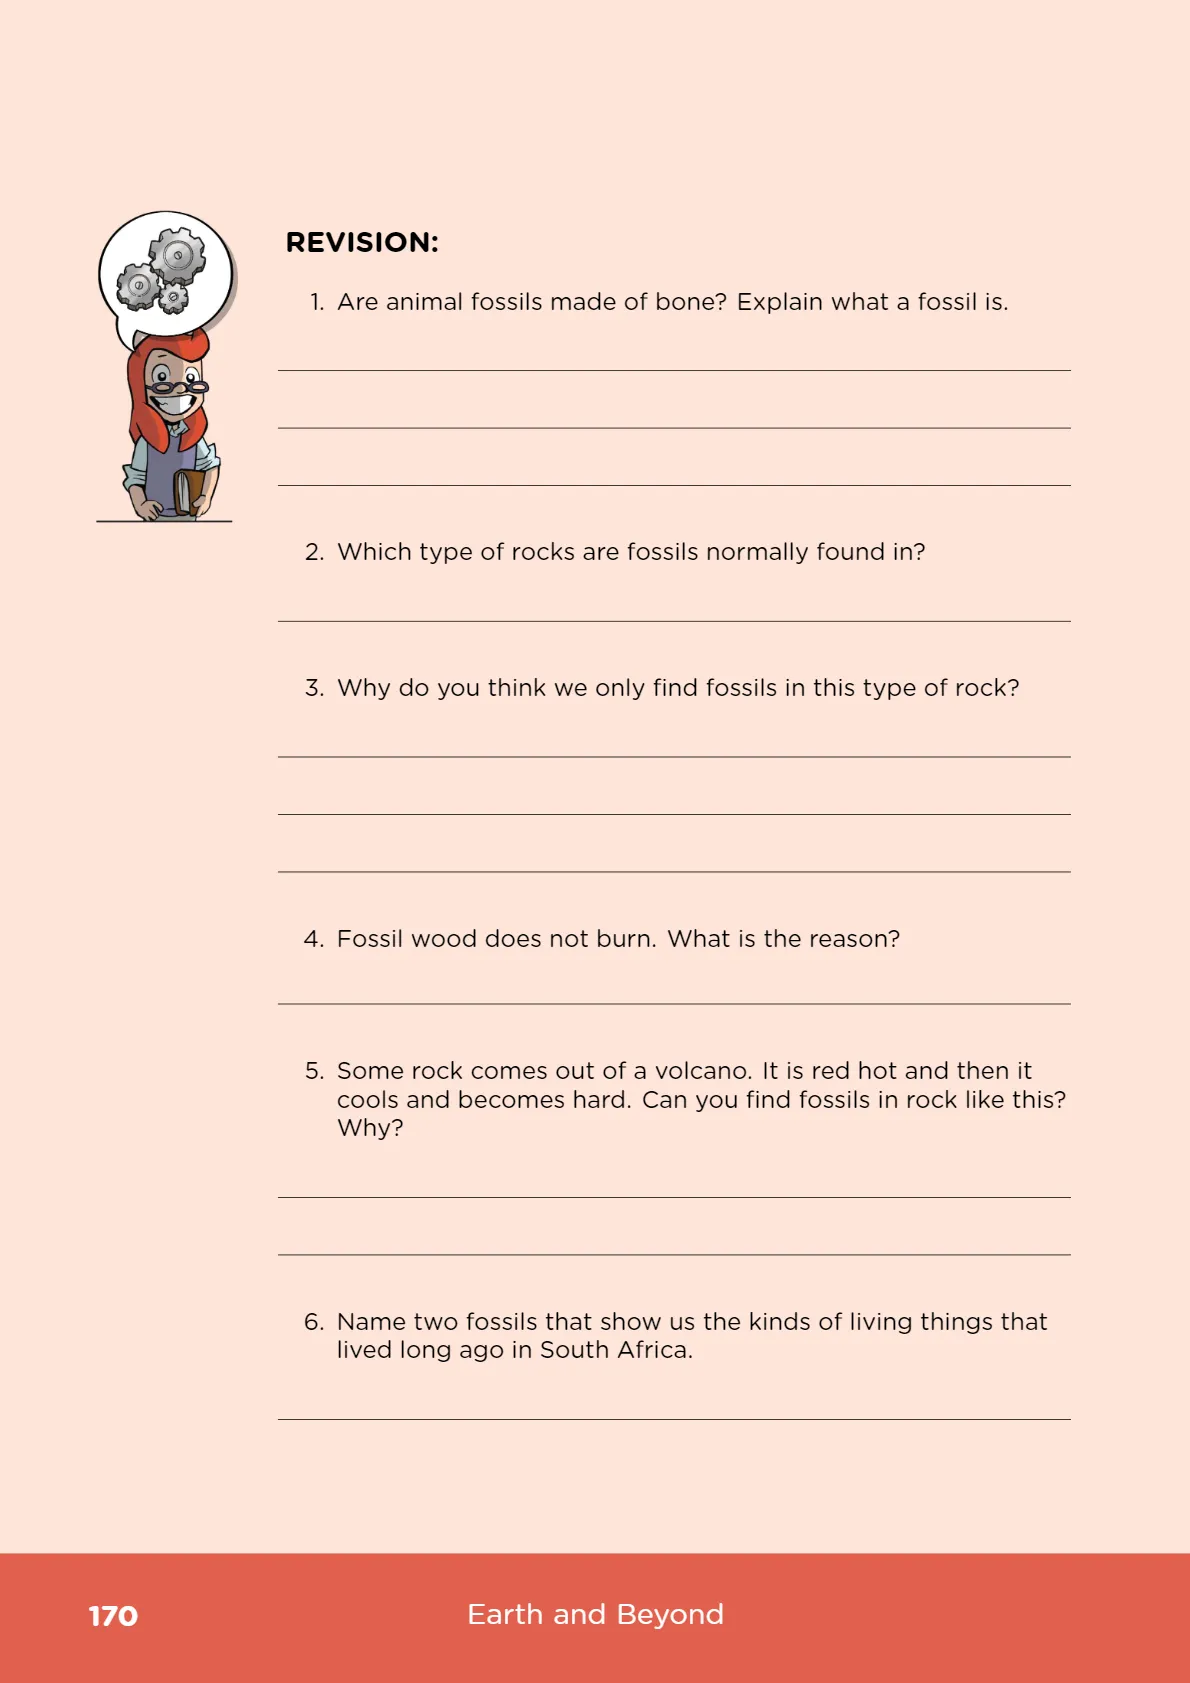 REVISION:
1. Are animal fossils made of bone? Explain what a fossil is.
2. Which type of rocks are fossils normally found in?
3. Why do you think we only find fossils in this type of rock?
4. Fossil wood does not burn. What is the reason?
5. Some rock comes out of a volcano. It is red hot and then it
cools and becomes hard. Can you find fossils in rock like this?
Why?
6. Name two fossils that show us the kinds of living things that
lived long ago in South Africa.
170 Earth and Beyond